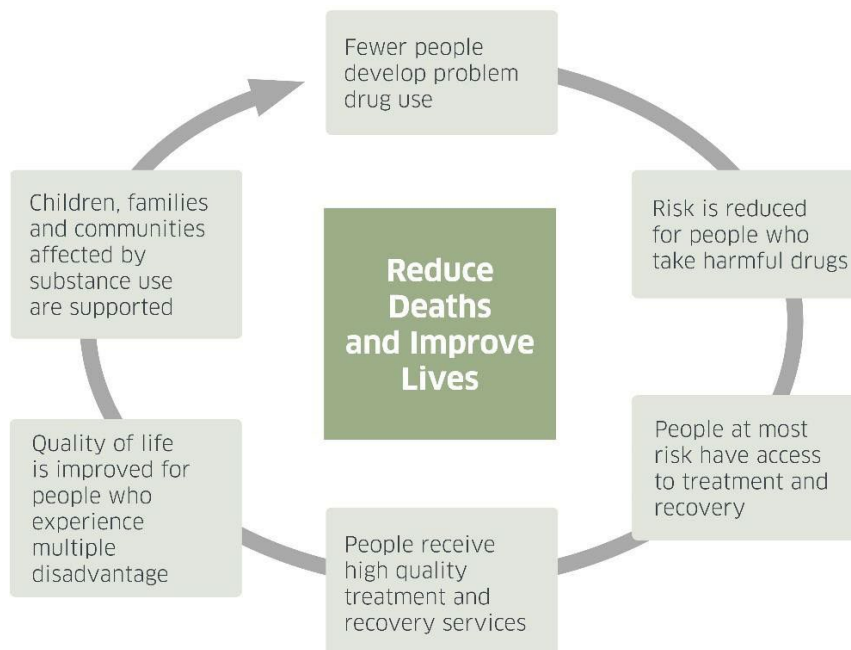 Fewer people
develop problem
drug use
Risk is reduced
for people who
take harmful drugs
People at most
risk have access
to treatment and
recovery
People receive
high quality
treatment and
recovery services
Quality of life
is improved for
people who
experience
multiple
disadvantage
Children, families
and communities
affected by
substance use
are supported
Reduce
Deaths
and Improve
Lives